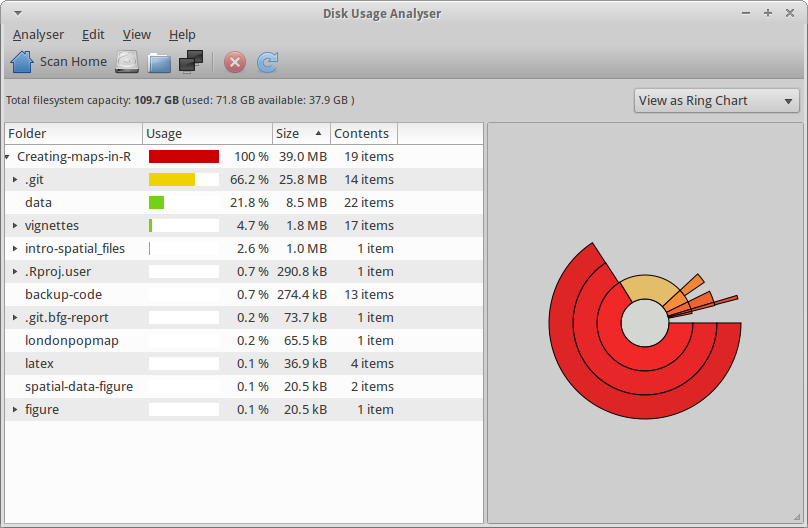 Disk Usage Analyser
Analyser Edit View Help
Scan Home
Total filesystem capacity: 109.7 GB (used: 71.8 GB available: 37.9 GB )
View as Ring Chart
Folder Usage Size Contents
Creating-maps-in-R 100 % 39.0 MB 19 items
.git 66.2 % 25.8 MB 14 items
data 21.8 % 8.5 MB 22 items
vignettes 4.7 % 1.8 MB 17 items
intro-spatial_files 2.6 % 1.0 MB 1 item
.Rproj.user 0.7 % 290.8 kB 1 item
backup-code 0.7 % 274.4 kB 13 items
.git.bfg-report 0.2 % 73.7 kB 1 item
londonpopmap 0.2 % 65.5 kB 1 item
latex 0.1 % 36.9 kB 4 items
spatial-data-figure 0.1 % 20.5 kB 2 items
figure 0.1 % 20.5 kB 1 item